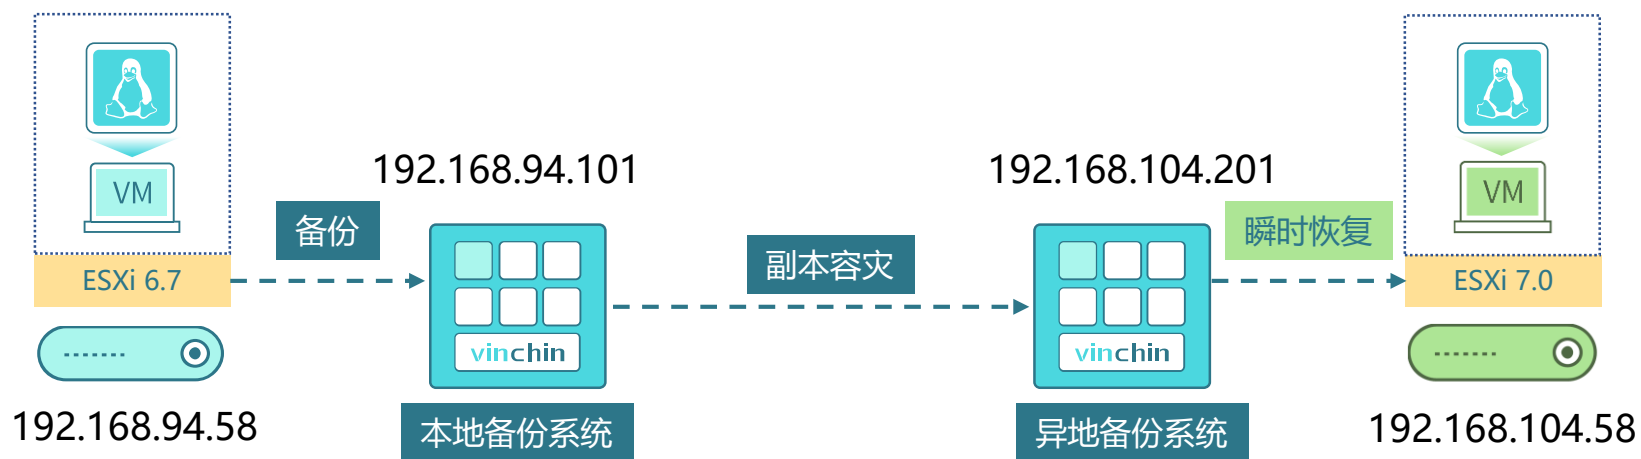 VM
ESXi 6.7
192.168.94.58
备份
192.168.94.101
vinchin
本地备份系统
副本容灾
192.168.104.201
vinchin
异地备份系统
瞬时恢复
VM
ESXi 7.0
192.168.104.58